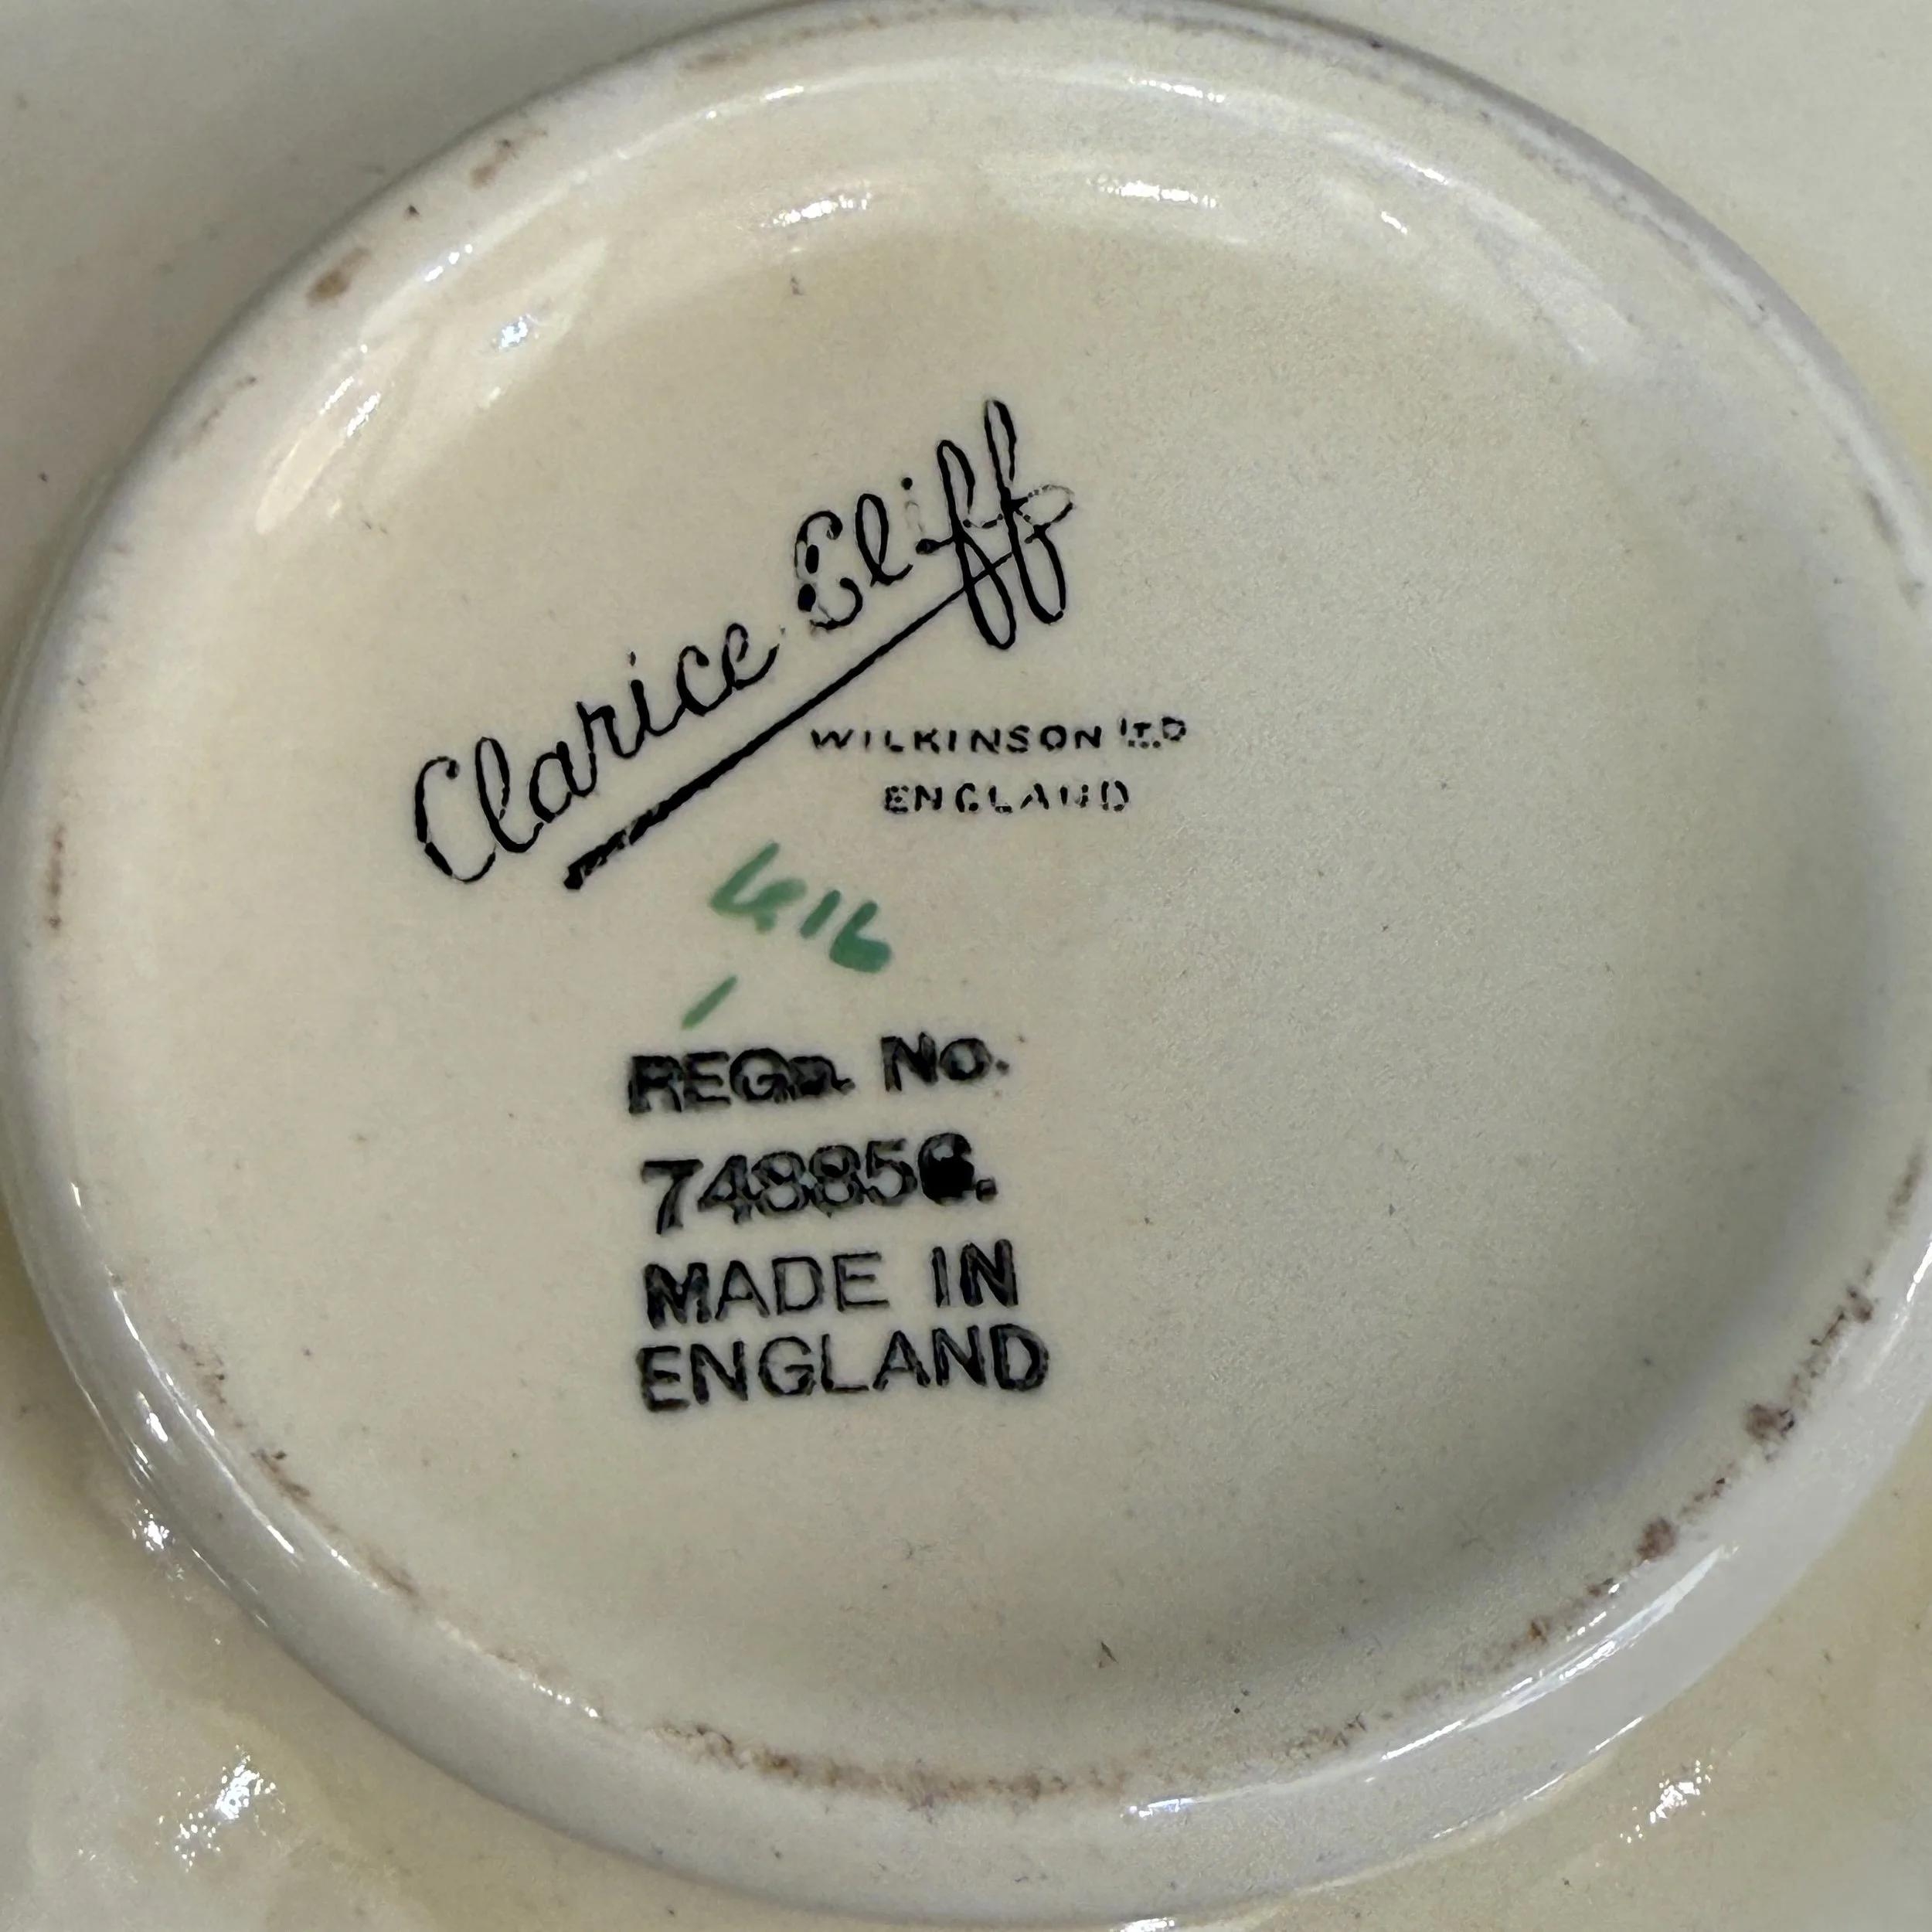 Clarice Cliff
WILKINSON LTD
ENGLAND
REGD. No.
748856.
MADE IN
ENGLAND